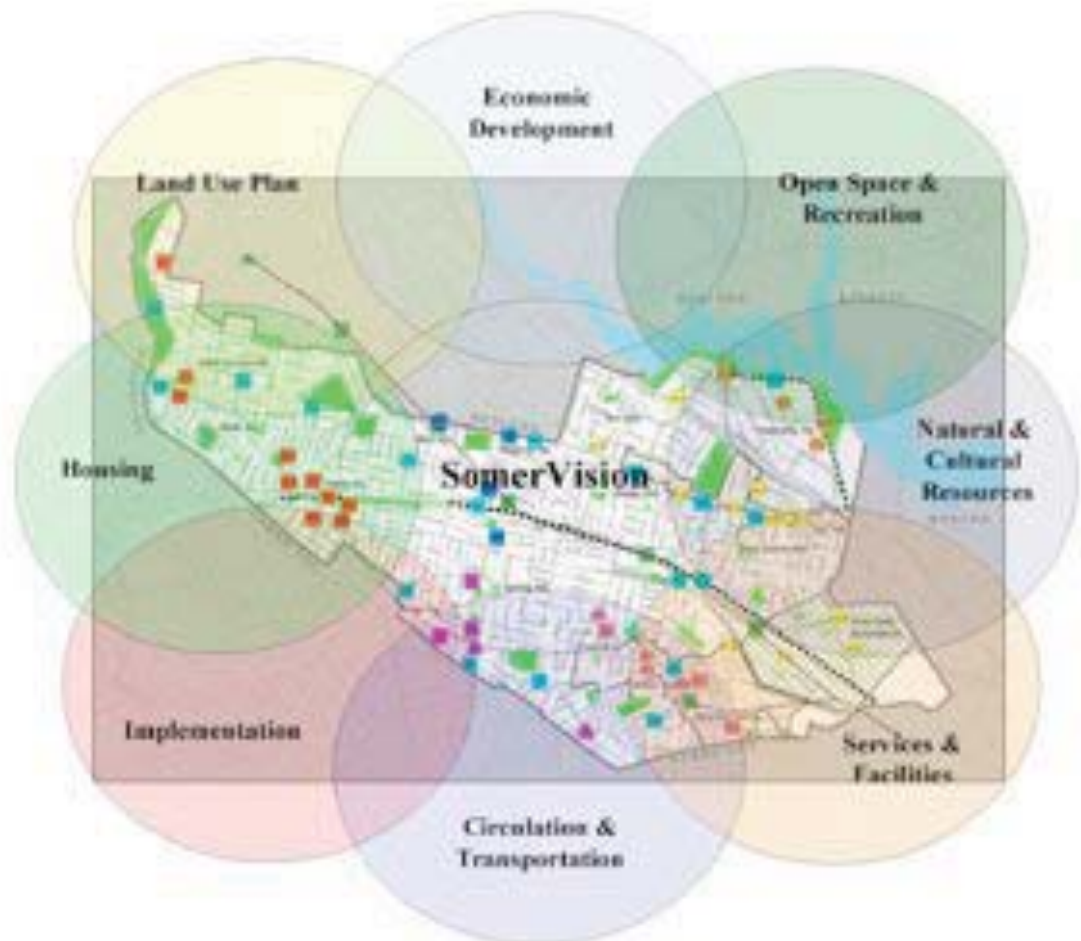 Economic
Development
Land Use Plan
Open Space &
Recreation
Natural &
Cultural
Resources
Housing
SomerVision
Implementation
Services &
Facilities
Circulation &
Transportation